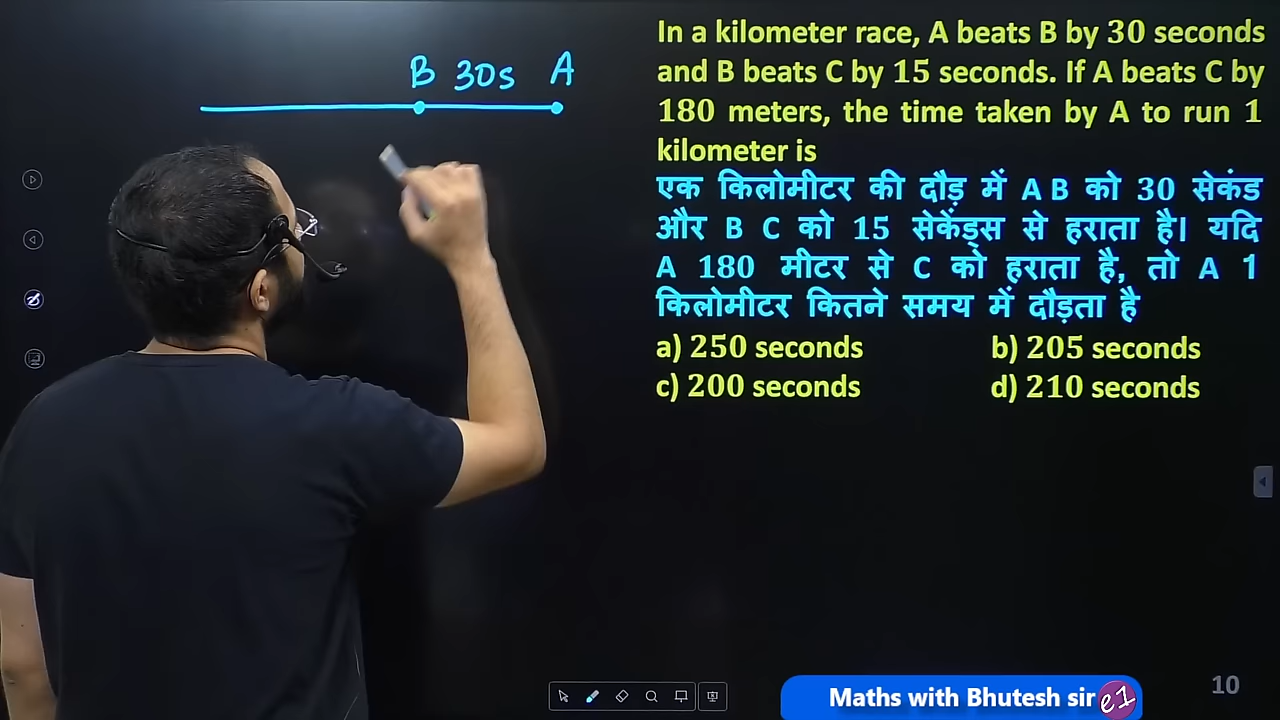 B 30s A
In a kilometer race, A beats B by 30 seconds
and B beats C by 15 seconds. If A beats C by
180 meters, the time taken by A to run 1
kilometer is
एक किलोमीटर की दौड़ में A B को 30 सेकंड
और B C को 15 सेकेंड्स से हराता है। यदि
A 180 मीटर से C को हराता है, तो A 1
किलोमीटर कितने समय में दौड़ता है
a) 250 seconds b) 205 seconds
c) 200 seconds d) 210 seconds
Maths with Bhutesh sir e1
10